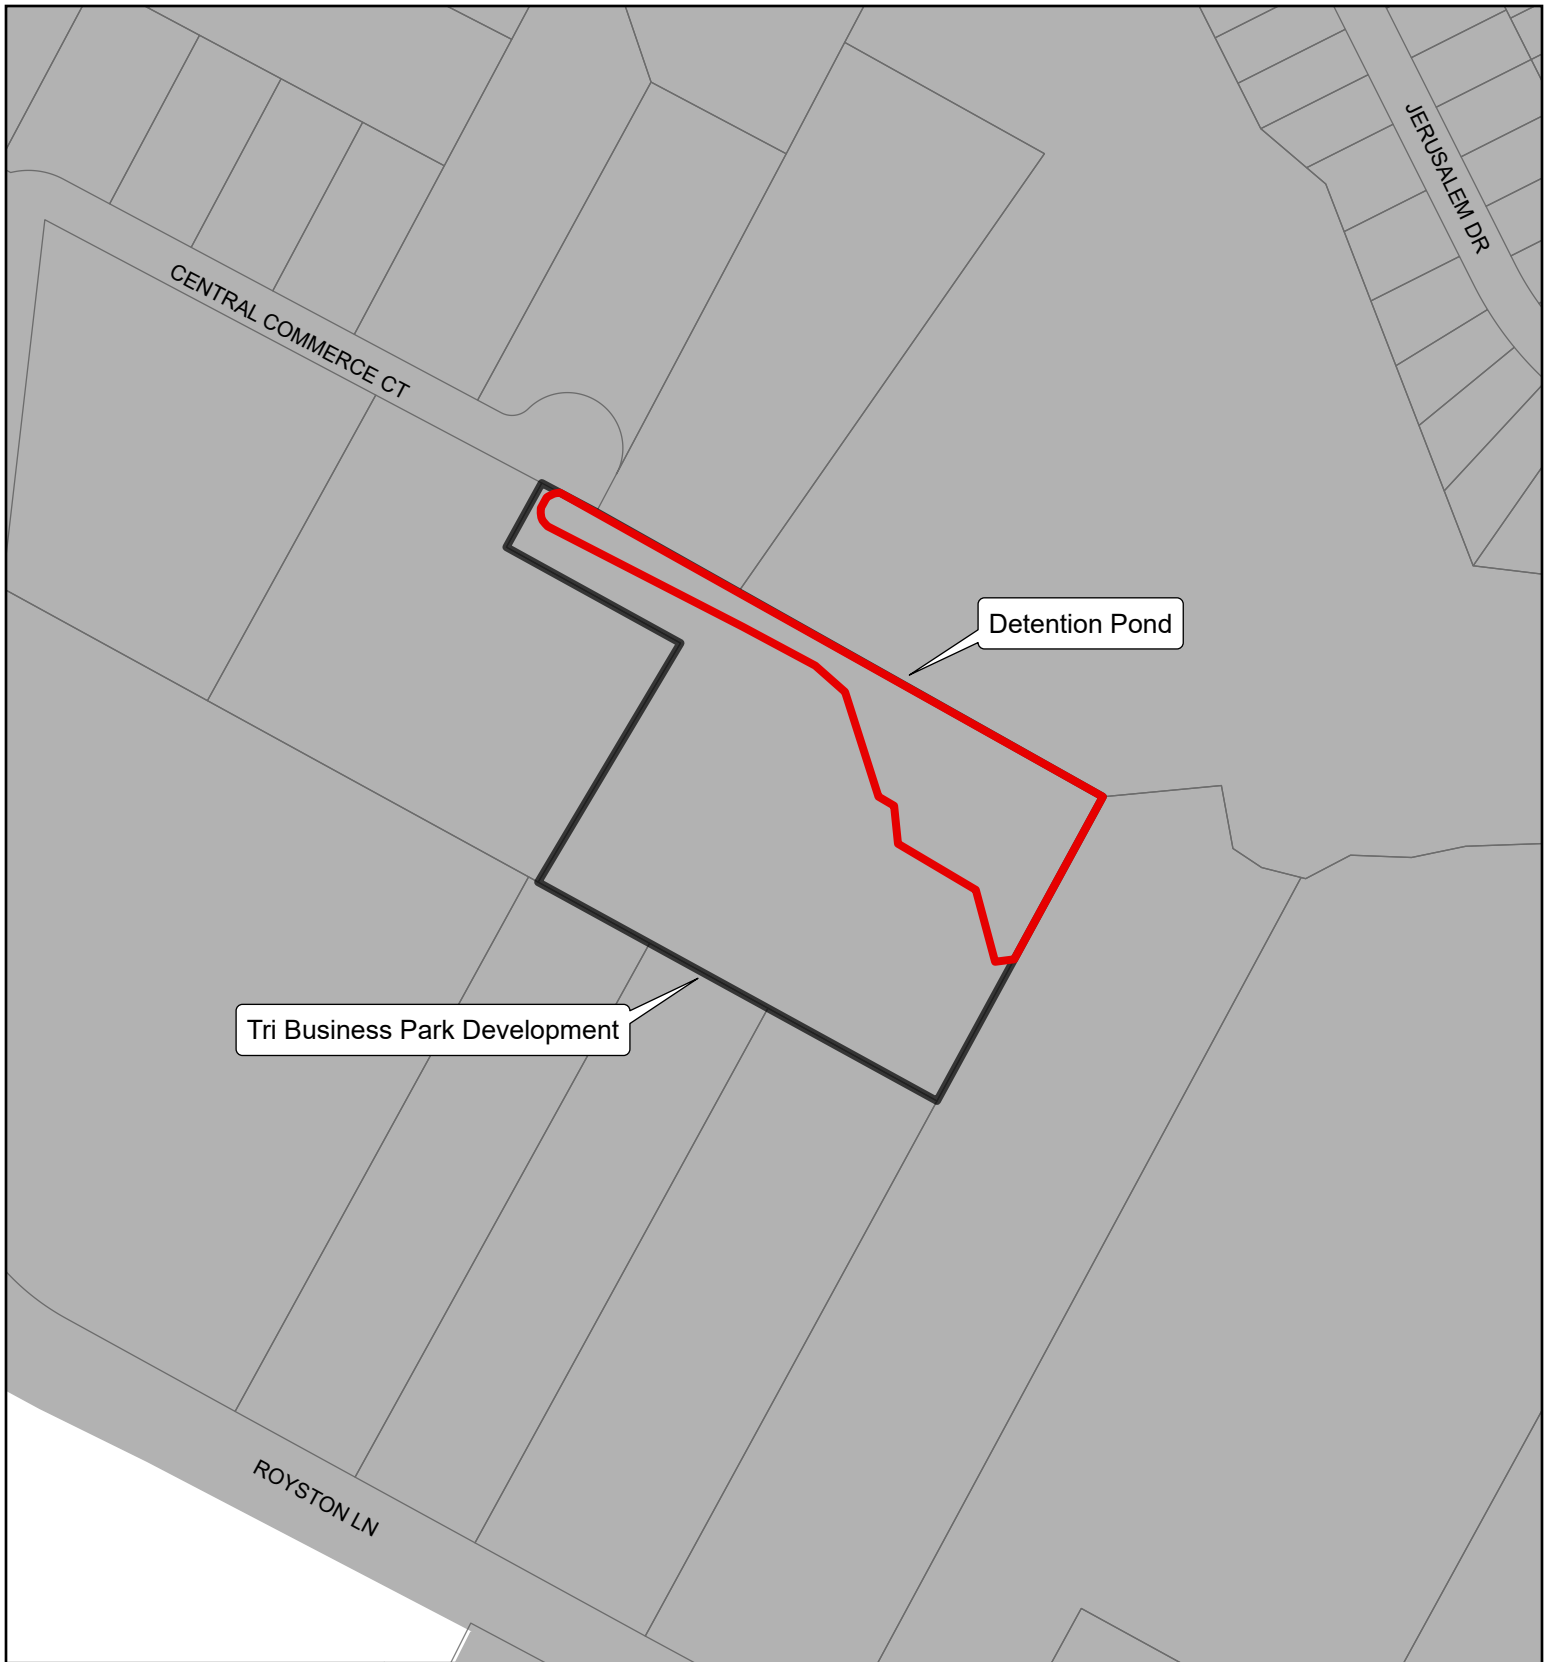 JERUSALEM DR
CENTRAL COMMERCE CT
Detention Pond
Tri Business Park Development
ROYSTON LN